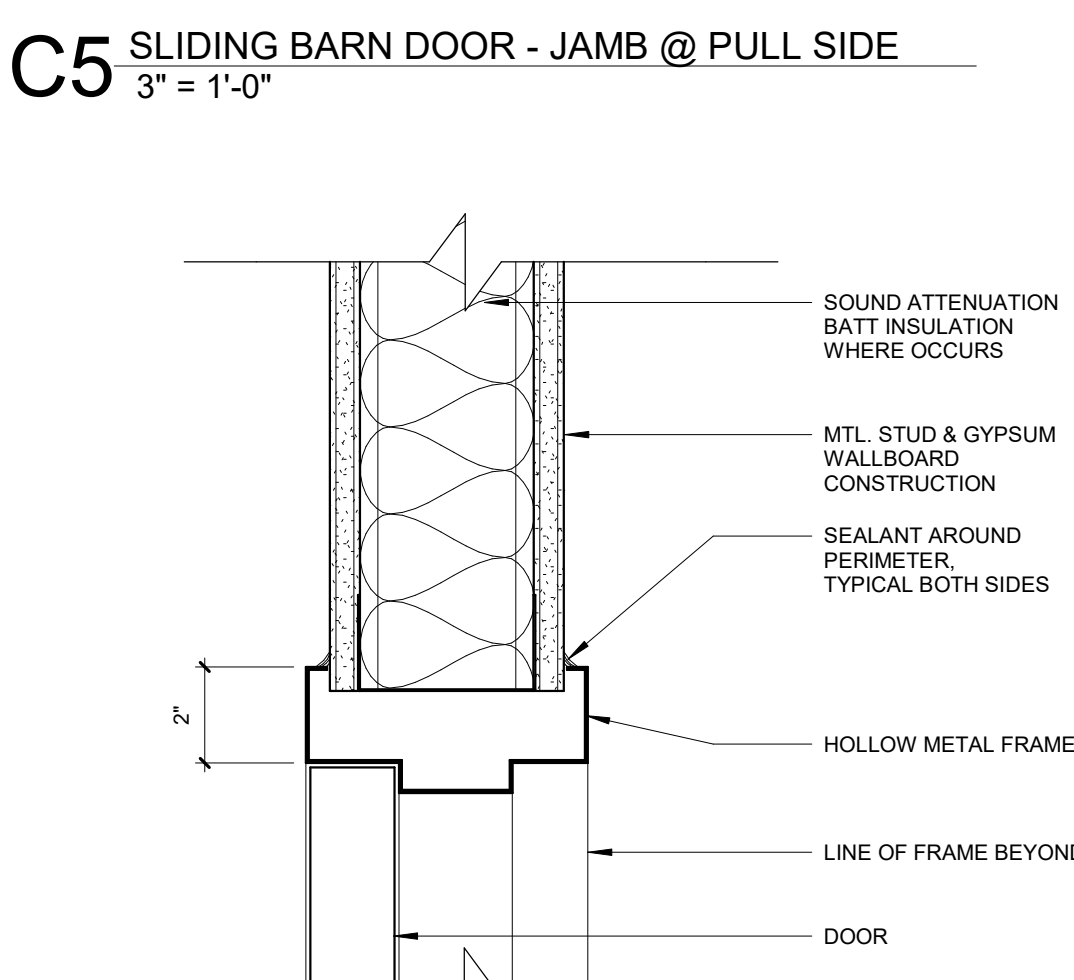 C5 SLIDING BARN DOOR - JAMB @ PULL SIDE
3" = 1'-0"
SOUND ATTENUATION
BATT INSULATION
WHERE OCCURS
MTL. STUD & GYPSUM
WALLBOARD
CONSTRUCTION
SEALANT AROUND
PERIMETER,
TYPICAL BOTH SIDES
2"
HOLLOW METAL FRAME
LINE OF FRAME BEYOND
DOOR